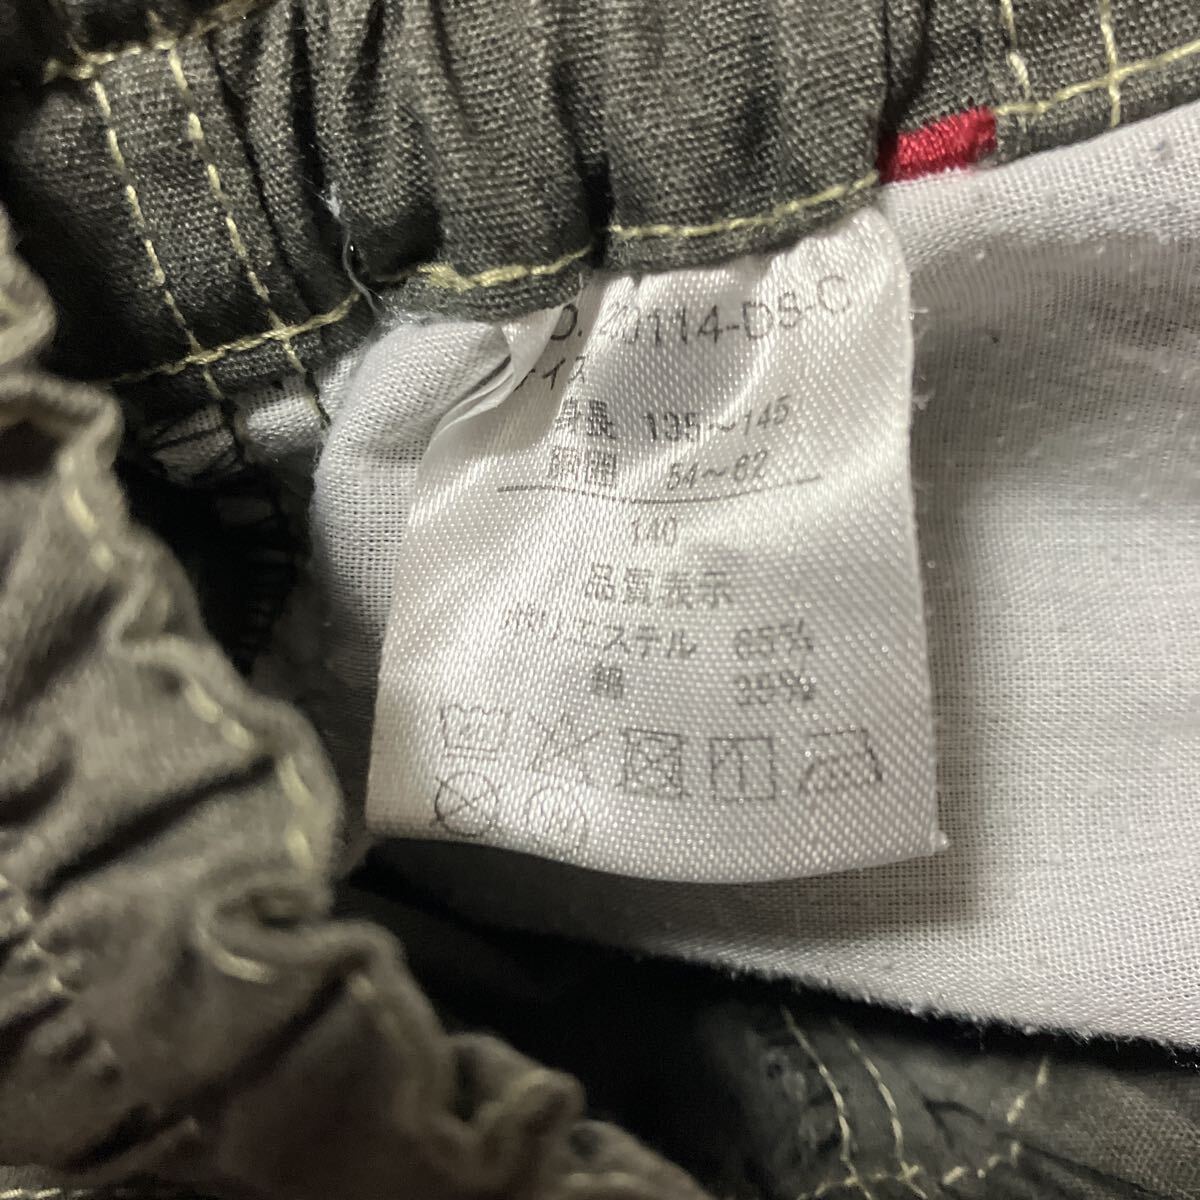 20114-DS-C
サイズ
身長 135～145
胴囲 54～62
140
品質表示
ポリエステル 65%
綿 35%